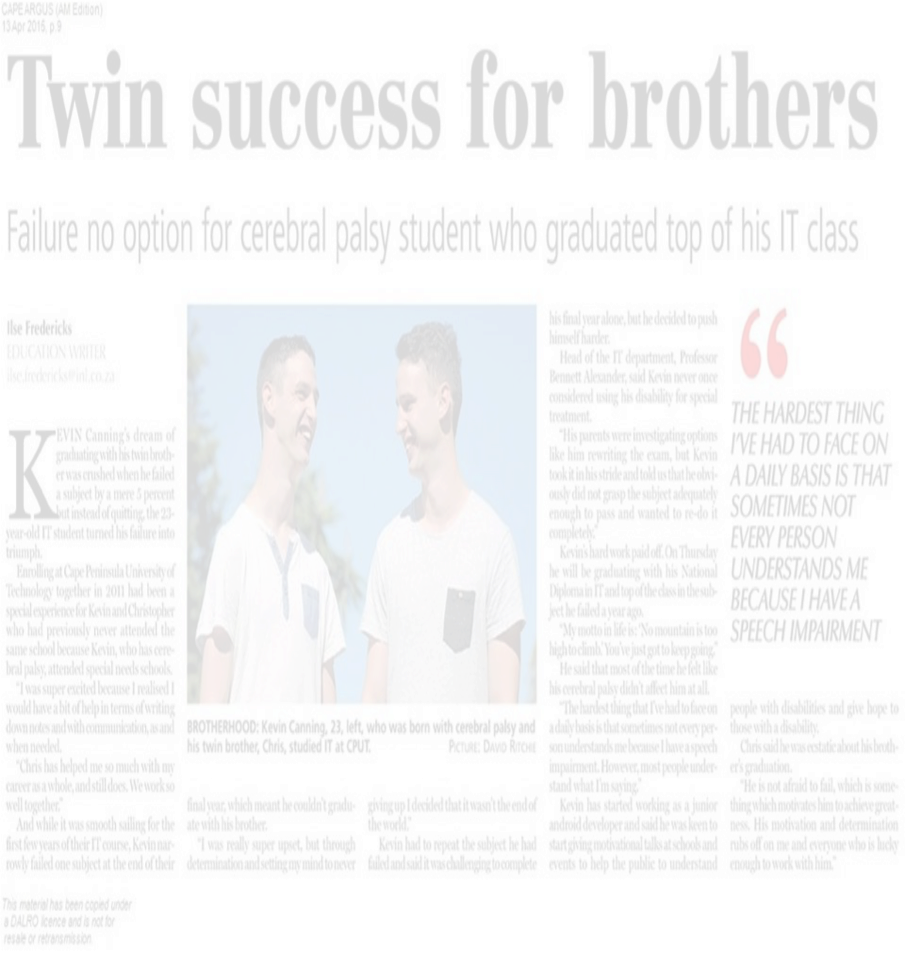 CAPE ARGUS (AM Edition)
13 Apr 2015, p.9
Twin success for brothers
Failure no option for cerebral palsy student who graduated top of his IT class
Ilse Fredericks
EDUCATION WRITER
ilse.fredericks@inl.co.za
KEVIN Canning's dream of
graduating with his twin broth-
er was crushed when he failed
a subject by a mere 5 percent
but instead of quitting, the 23-
year-old IT student turned his failure into
triumph.
Enrolling at Cape Peninsula University of
Technology together in 2011 had been a
special experience for Kevin and Christopher
who had previously never attended the
same school because Kevin, who has cere-
bral palsy, attended special needs schools.
"I was super excited because I realised I
would have a bit of help in terms of writing
down notes and with communication, as and
when needed.
"Chris has helped me so much with my
career as a whole, and still does. We work so
well together."
And while it was smooth sailing for the
first few years of their IT course, Kevin nar-
rowly failed one subject at the end of their
BROTHERHOOD: Kevin Canning, 23, left, who was born with cerebral palsy and
his twin brother, Chris, studied IT at CPUT. PICTURE: DAVID RITCHIE
final year, which meant he couldn't gradu-
ate with his brother.
"I was really super upset, but through
determination and setting my mind to never
giving up I decided that it wasn't the end of
the world."
Kevin had to repeat the subject he had
failed and said it was challenging to complete
his final year alone, but he decided to push
himself harder.
Head of the IT department, Professor
Bennett Alexander, said Kevin never once
considered using his disability for special
treatment.
"His parents were investigating options
like him rewriting the exam, but Kevin
took it in his stride and told us that he obvi-
ously did not grasp the subject adequately
enough to pass and wanted to re-do it
completely."
Kevin's hard work paid off. On Thursday
he will be graduating with his National
Diploma in IT and top of the class in the sub-
ject he failed a year ago.
"My motto in life is: 'No mountain is too
high to climb.' You've just got to keep going."
He said that most of the time he felt like
his cerebral palsy didn't affect him at all.
"The hardest thing that I've had to face on
a daily basis is that sometimes not every per-
son understands me because I have a speech
impairment. However, most people under-
stand what I'm saying."
Kevin has started working as a junior
android developer and said he was keen to
start giving motivational talks at schools and
events to help the public to understand
“
THE HARDEST THING
I'VE HAD TO FACE ON
A DAILY BASIS IS THAT
SOMETIMES NOT
EVERY PERSON
UNDERSTANDS ME
BECAUSE I HAVE A
SPEECH IMPAIRMENT
people with disabilities and give hope to
those with a disability.
Chris said he was ecstatic about his broth-
er's graduation.
"He is not afraid to fail, which is some-
thing which motivates him to achieve great-
ness. His motivation and determination
rubs off on me and everyone who is lucky
enough to work with him."
This material has been copied under
a DALRO licence and is not for
resale or retransmission.